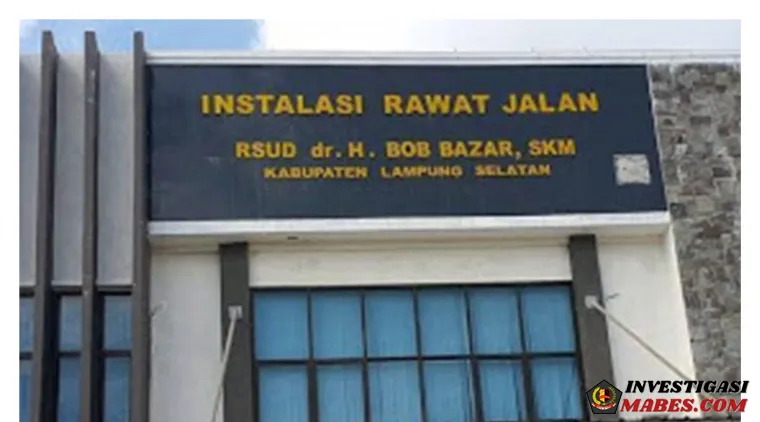 INSTALASI RAWAT JALAN
RSUD dr. H. BOB BAZAR, SKM
KABUPATEN LAMPUNG SELATAN
INVESTIGASI
MABES.COM